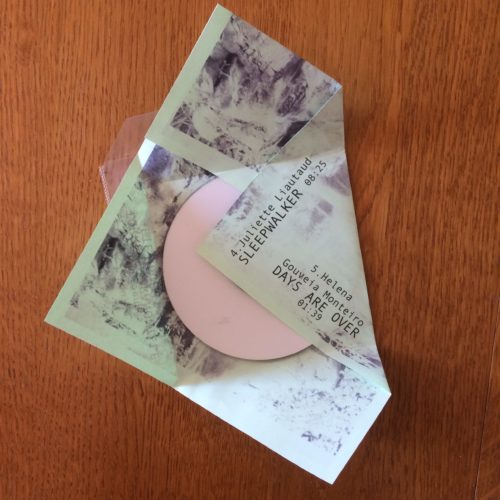 4.Juliette Liautaud
SLEEPWALKER 08:25
5.Helena
Gouveia Monteiro
DAYS ARE OVER
01:39